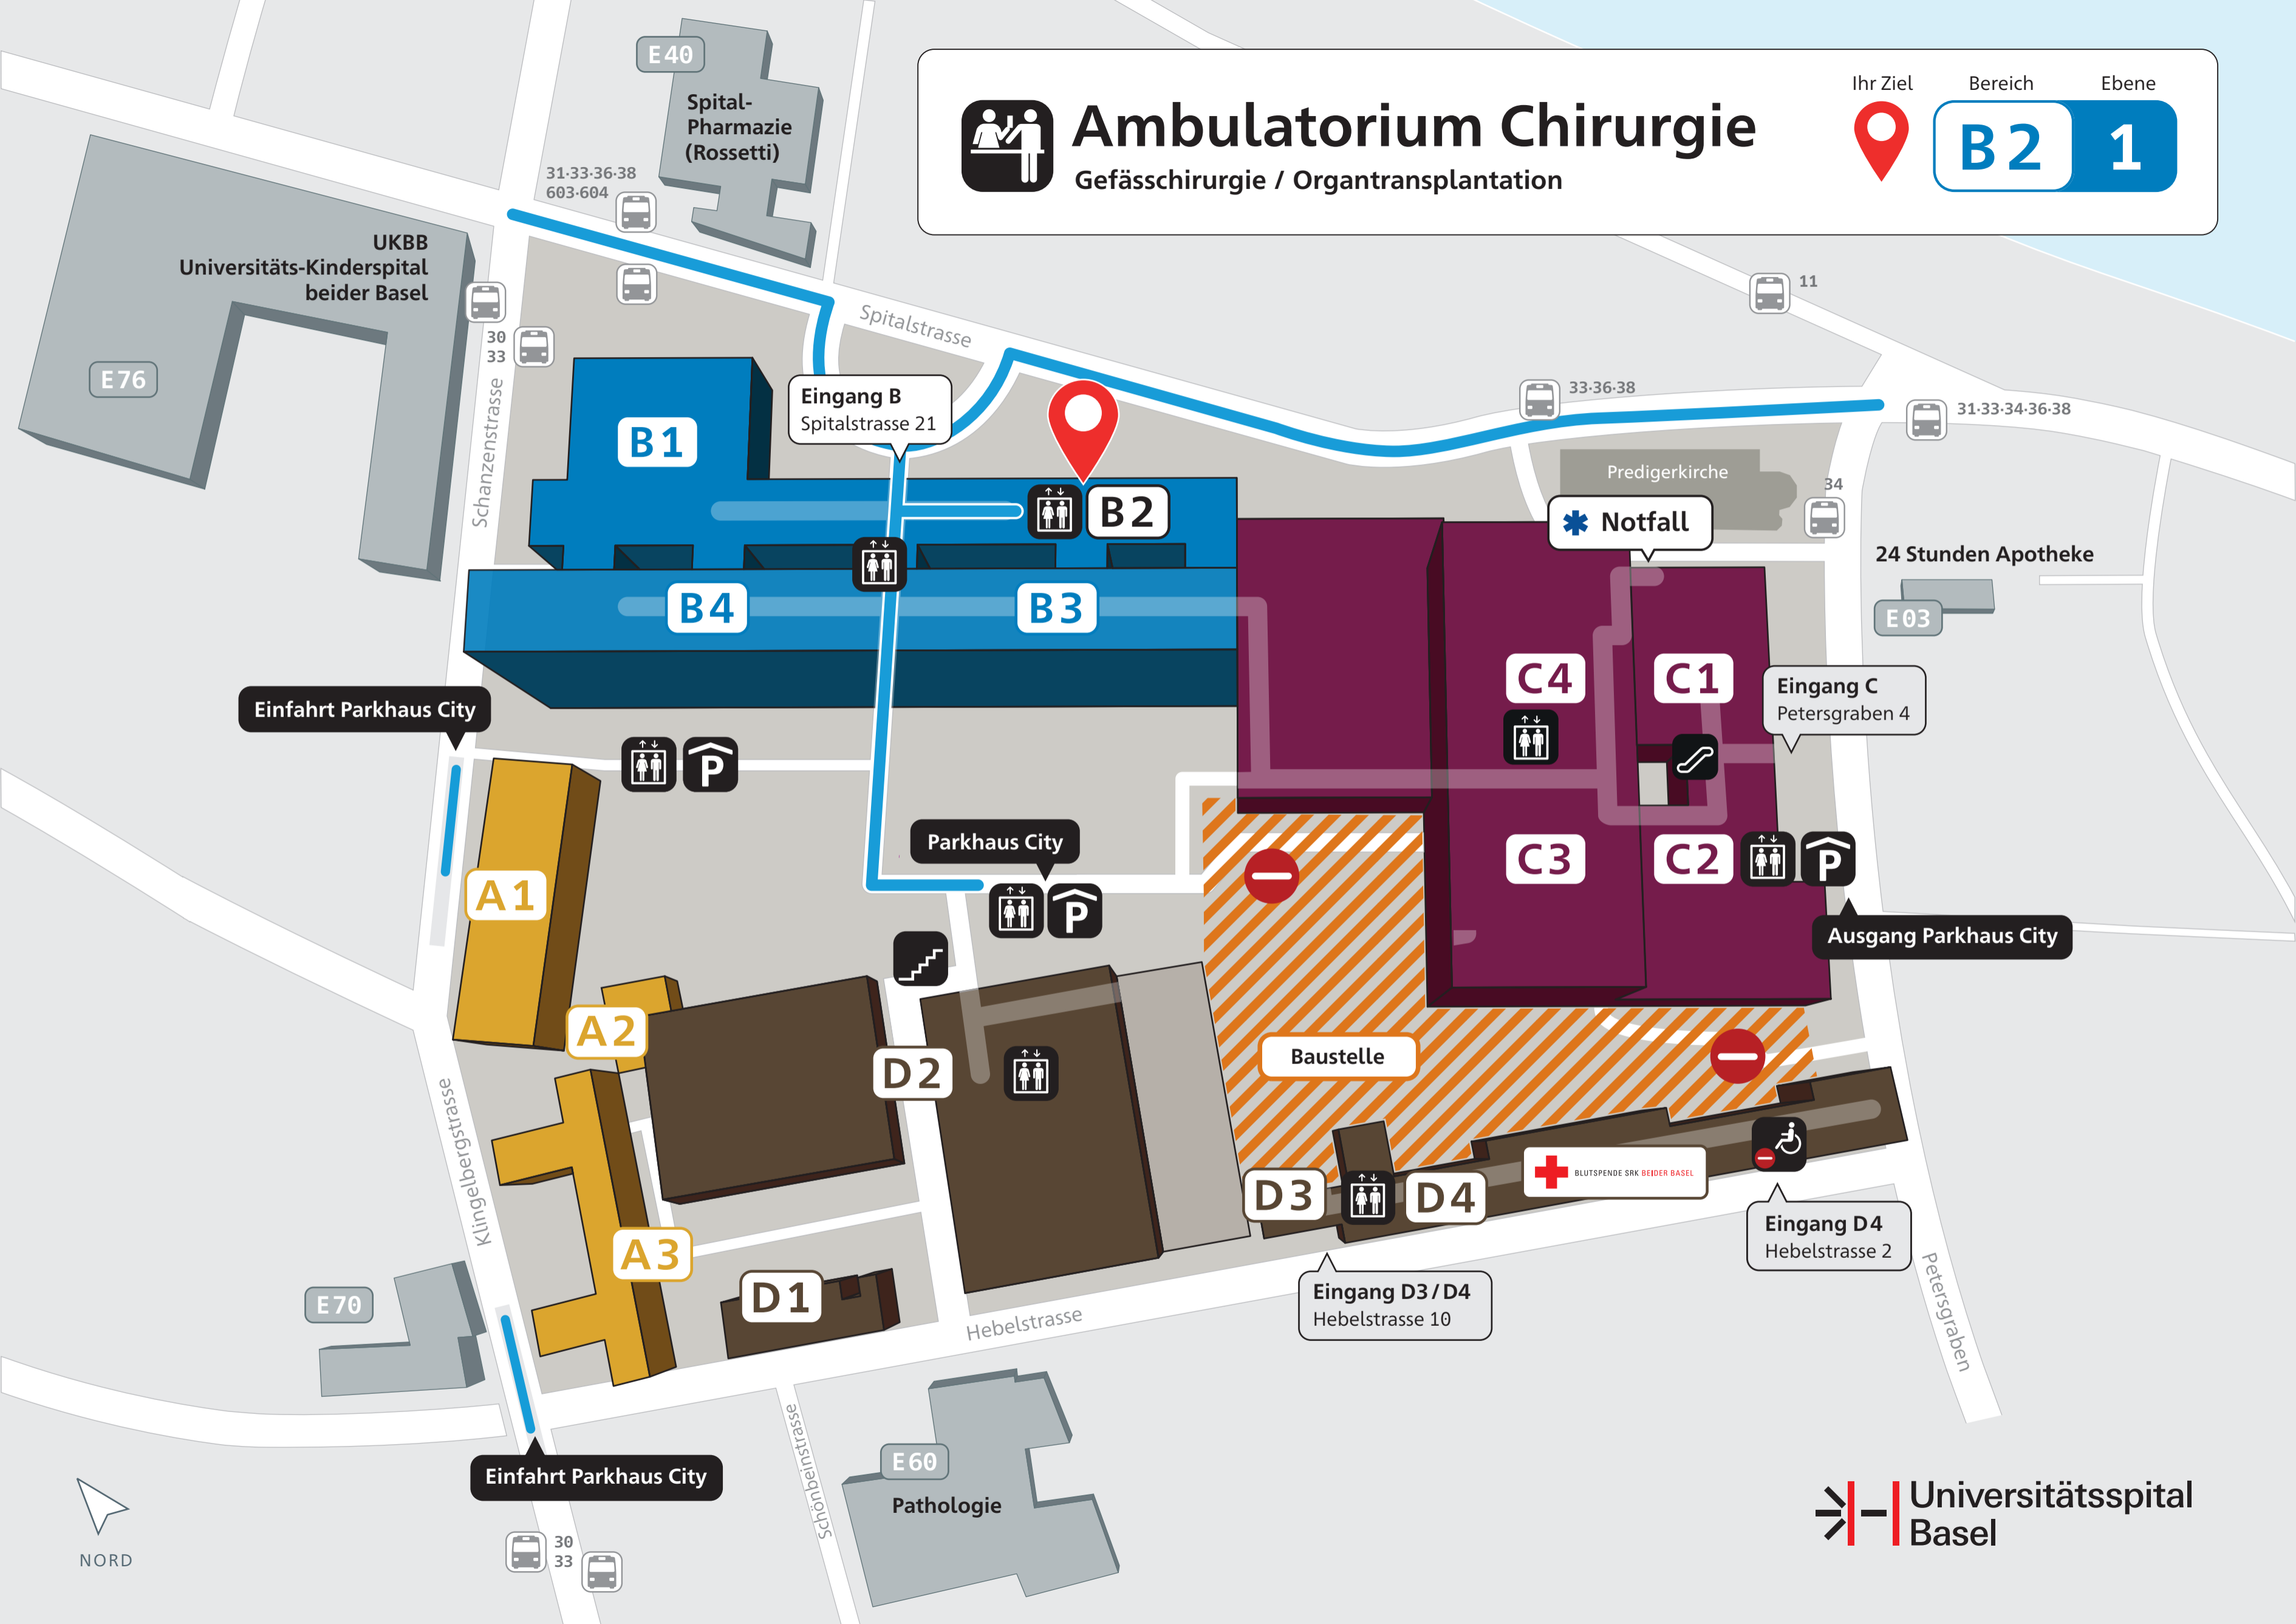 Ambulatorium Chirurgie
Gefässchirurgie / Organtransplantation
Ihr Ziel
Bereich
Ebene
B2
1
E40
Spital-
Pharmazie
(Rossetti)
31·33·36·38
603·604
UKBB
Universitäts-Kinderspital
beider Basel
E76
30
33
Schanzenstrasse
Spitalstrasse
11
33·36·38
31·33·34·36·38
Eingang B
Spitalstrasse 21
B1
B2
B4
B3
Predigerkirche
34
Notfall
24 Stunden Apotheke
E03
C4
C1
Eingang C
Petersgraben 4
Einfahrt Parkhaus City
P
Parkhaus City
P
C3
C2
P
Ausgang Parkhaus City
A1
A2
D2
Baustelle
Klingelbergstrasse
A3
D1
D3
D4
BLUTSPENDE SRK BEIDER BASEL
Eingang D4
Hebelstrasse 2
Eingang D3/D4
Hebelstrasse 10
Hebelstrasse
Petersgraben
E70
Schönbeinstrasse
E60
Pathologie
Einfahrt Parkhaus City
30
33
NORD
Universitätsspital
Basel